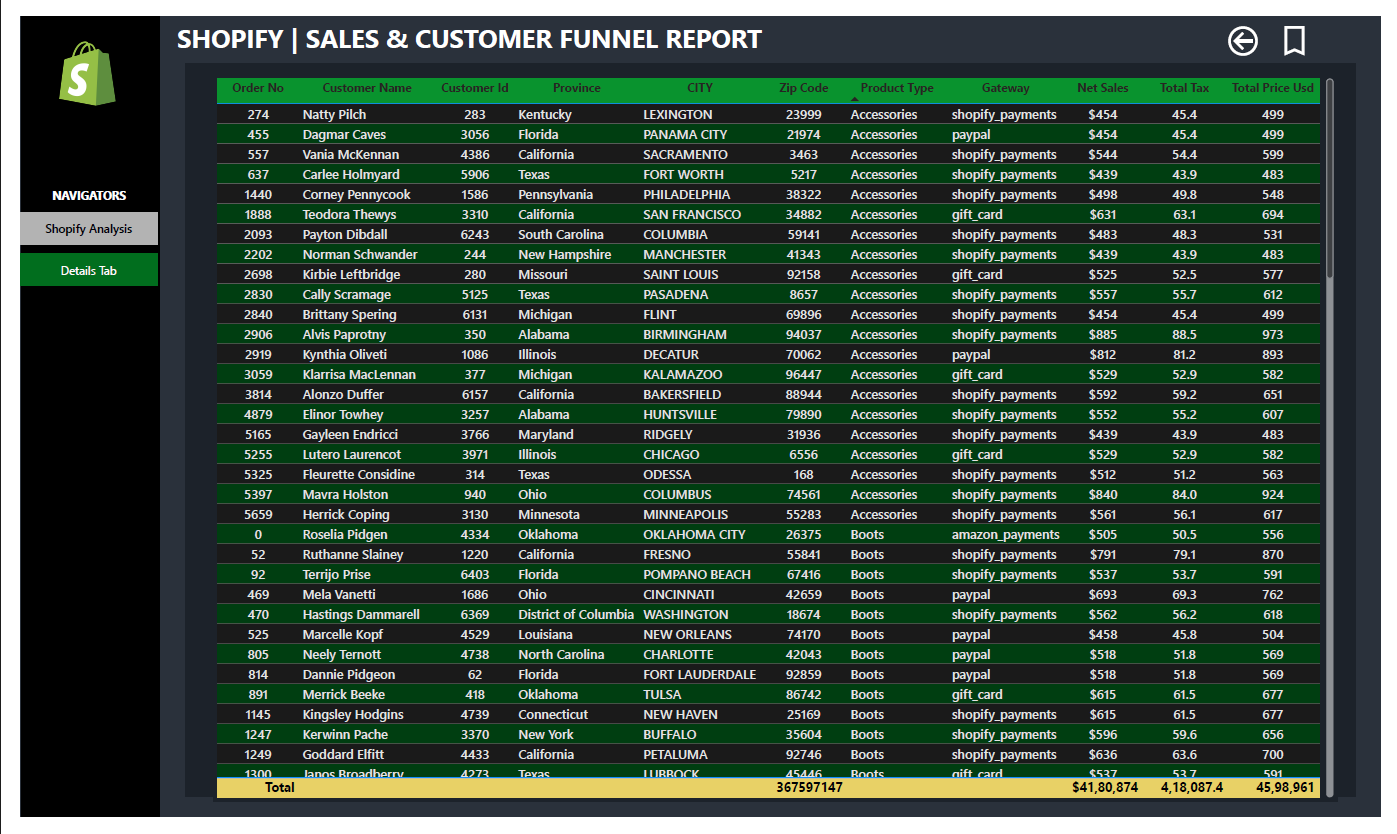 SHOPIFY | SALES & CUSTOMER FUNNEL REPORT
S
NAVIGATORS
Shopify Analysis
Details Tab
Order No Customer Name Customer Id Province CITY Zip Code Product Type Gateway Net Sales Total Tax Total Price Usd
274 Natty Pilch 283 Kentucky LEXINGTON 23999 Accessories shopify_payments $454 45.4 499
455 Dagmar Caves 3056 Florida PANAMA CITY 21974 Accessories paypal $454 45.4 499
557 Vania McKennan 4386 California SACRAMENTO 3463 Accessories shopify_payments $544 54.4 599
637 Carlee Holmyard 5906 Texas FORT WORTH 5217 Accessories shopify_payments $439 43.9 483
1440 Corney Pennycook 1586 Pennsylvania PHILADELPHIA 38322 Accessories shopify_payments $498 49.8 548
1888 Teodora Thewys 3310 California SAN FRANCISCO 34882 Accessories gift_card $631 63.1 694
2093 Payton Dibdall 6243 South Carolina COLUMBIA 59141 Accessories shopify_payments $483 48.3 531
2202 Norman Schwander 244 New Hampshire MANCHESTER 41343 Accessories shopify_payments $439 43.9 483
2698 Kirbie Leftbridge 280 Missouri SAINT LOUIS 92158 Accessories gift_card $525 52.5 577
2830 Cally Scramage 5125 Texas PASADENA 8657 Accessories shopify_payments $557 55.7 612
2840 Brittany Spering 6131 Michigan FLINT 69896 Accessories shopify_payments $454 45.4 499
2906 Alvis Paprotny 350 Alabama BIRMINGHAM 94037 Accessories shopify_payments $885 88.5 973
2919 Kynthia Oliveti 1086 Illinois DECATUR 70062 Accessories paypal $812 81.2 893
3059 Klarrisa MacLennan 377 Michigan KALAMAZOO 96447 Accessories gift_card $529 52.9 582
3814 Alonzo Duffer 6157 California BAKERSFIELD 88944 Accessories shopify_payments $592 59.2 651
4879 Elinor Towhey 3257 Alabama HUNTSVILLE 79890 Accessories shopify_payments $552 55.2 607
5165 Gayleen Endricci 3766 Maryland RIDGELY 31936 Accessories shopify_payments $439 43.9 483
5255 Lutero Laurencot 3971 Illinois CHICAGO 6556 Accessories gift_card $529 52.9 582
5325 Fleurette Considine 314 Texas ODESSA 168 Accessories shopify_payments $512 51.2 563
5397 Mavra Holston 940 Ohio COLUMBUS 74561 Accessories shopify_payments $840 84.0 924
5659 Herrick Coping 3130 Minnesota MINNEAPOLIS 55283 Accessories shopify_payments $561 56.1 617
0 Roselia Pidgen 4334 Oklahoma OKLAHOMA CITY 26375 Boots amazon_payments $505 50.5 556
52 Ruthanne Slainey 1220 California FRESNO 55841 Boots shopify_payments $791 79.1 870
92 Terrijo Prise 6403 Florida POMPANO BEACH 67416 Boots shopify_payments $537 53.7 591
469 Mela Vanetti 1686 Ohio CINCINNATI 42659 Boots paypal $693 69.3 762
470 Hastings Dammarell 6369 District of Columbia WASHINGTON 18674 Boots shopify_payments $562 56.2 618
525 Marcelle Kopf 4529 Louisiana NEW ORLEANS 74170 Boots paypal $458 45.8 504
805 Neely Ternott 4738 North Carolina CHARLOTTE 42043 Boots paypal $518 51.8 569
814 Dannie Pidgeon 62 Florida FORT LAUDERDALE 92859 Boots paypal $518 51.8 569
891 Merrick Beeke 418 Oklahoma TULSA 86742 Boots gift_card $615 61.5 677
1145 Kingsley Hodgins 4739 Connecticut NEW HAVEN 25169 Boots shopify_payments $615 61.5 677
1247 Kerwinn Pache 3370 New York BUFFALO 35604 Boots shopify_payments $596 59.6 656
1249 Goddard Elfitt 4433 California PETALUMA 92746 Boots shopify_payments $636 63.6 700
1300 Janos Broadberry 4273 Texas LUBBOCK 45446 Boots gift_card $537 53.7 591
Total 367597147 $41,80,874 4,18,087.4 45,98,961